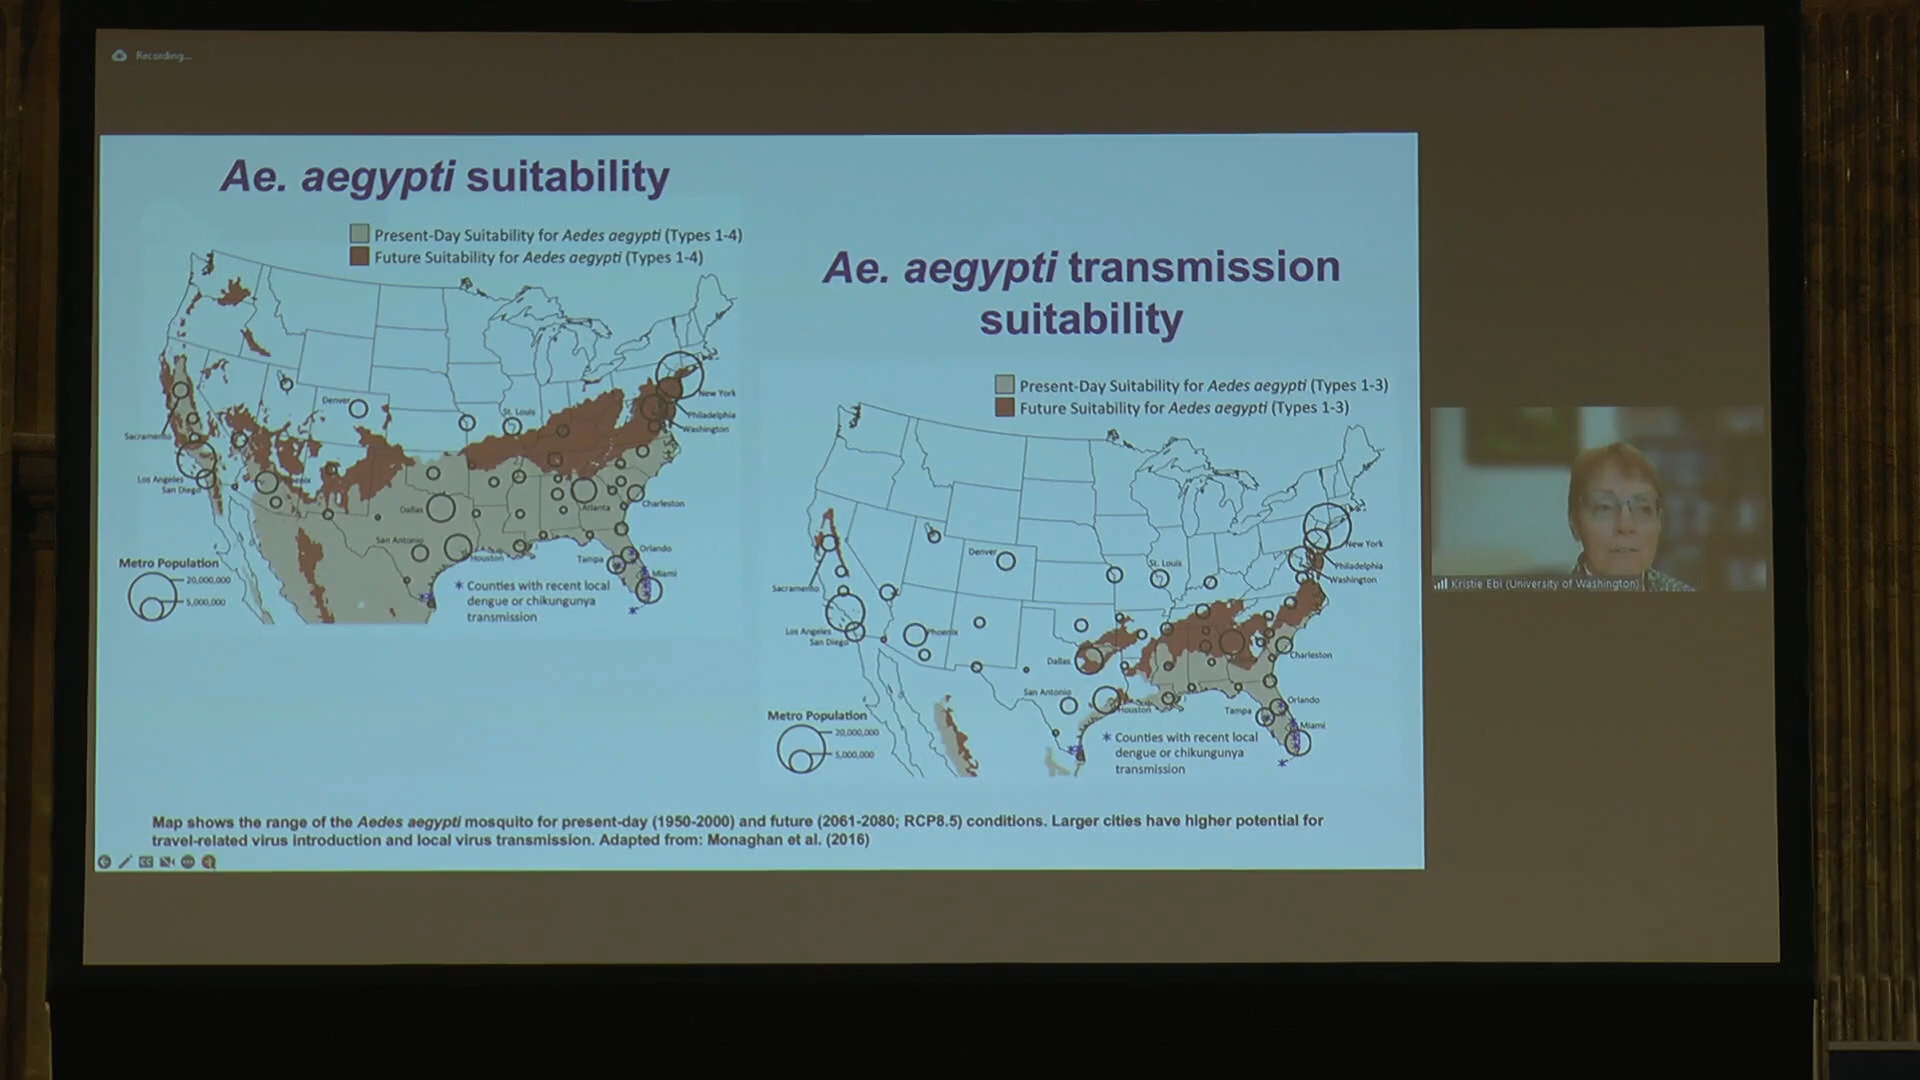 Recording...
Ae. aegypti suitability
Present-Day Suitability for Aedes aegypti (Types 1-4)
Future Suitability for Aedes aegypti (Types 1-4)
Denver
St. Louis
New York
Philadelphia
Washington
Sacramento
Los Angeles
San Diego
Phoenix
Dallas
Atlanta
Charleston
San Antonio
Houston
Tampa
Orlando
Miami
Metro Population
20,000,000
5,000,000
* Counties with recent local
dengue or chikungunya
transmission
Ae. aegypti transmission
suitability
Present-Day Suitability for Aedes aegypti (Types 1-3)
Future Suitability for Aedes aegypti (Types 1-3)
Denver
St. Louis
New York
Philadelphia
Washington
Sacramento
Los Angeles
San Diego
Phoenix
Dallas
Charleston
San Antonio
Houston
Tampa
Orlando
Miami
Metro Population
20,000,000
5,000,000
* Counties with recent local
dengue or chikungunya
transmission
Map shows the range of the Aedes aegypti mosquito for present-day (1950-2000) and future (2061-2080; RCP8.5) conditions. Larger cities have higher potential for
travel-related virus introduction and local virus transmission. Adapted from: Monaghan et al. (2016)
Kristie Ebi (University of Washington)